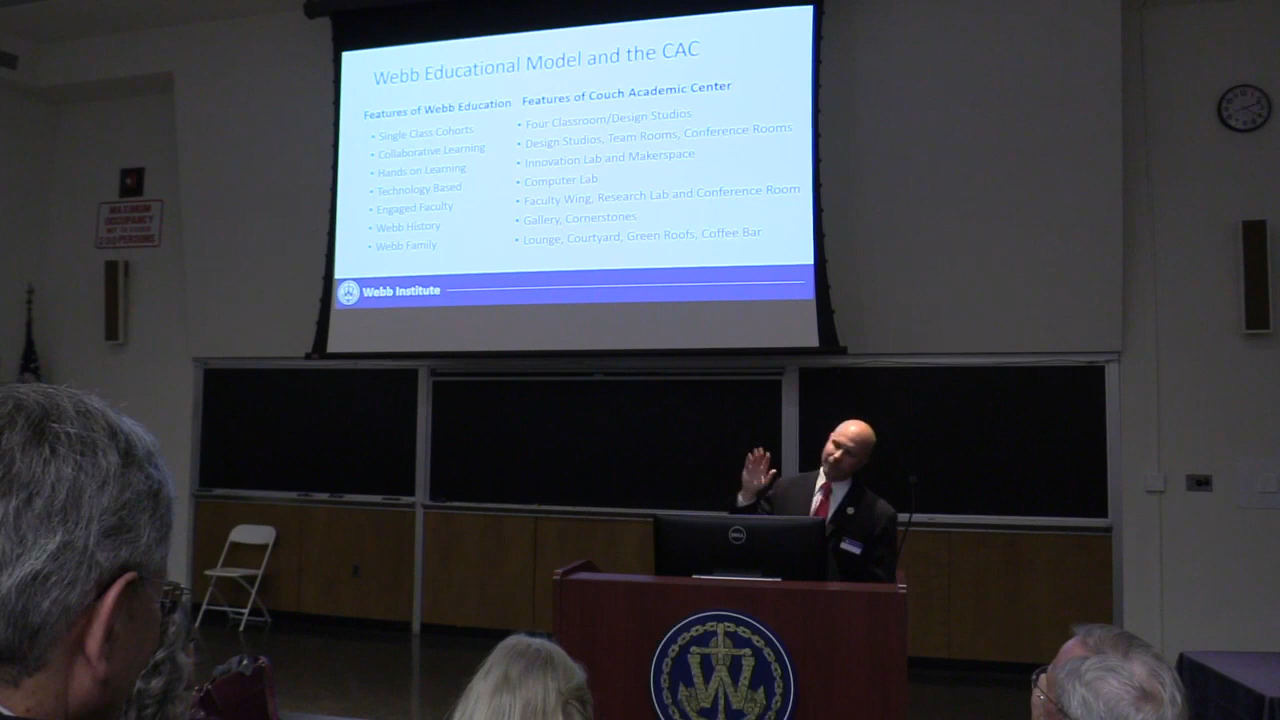 Webb Educational Model and the CAC
Features of Webb Education
• Single Class Cohorts
• Collaborative Learning
• Hands on Learning
• Technology Based
• Engaged Faculty
• Webb History
• Webb Family
Features of Couch Academic Center
• Four Classroom/Design Studios
• Design Studios, Team Rooms, Conference Rooms
• Innovation Lab and Makerspace
• Computer Lab
• Faculty Wing, Research Lab and Conference Room
• Gallery, Cornerstones
• Lounge, Courtyard, Green Roofs, Coffee Bar
Webb Institute
MAXIMUM
OCCUPANCY
200 PERSONS
DELL
W